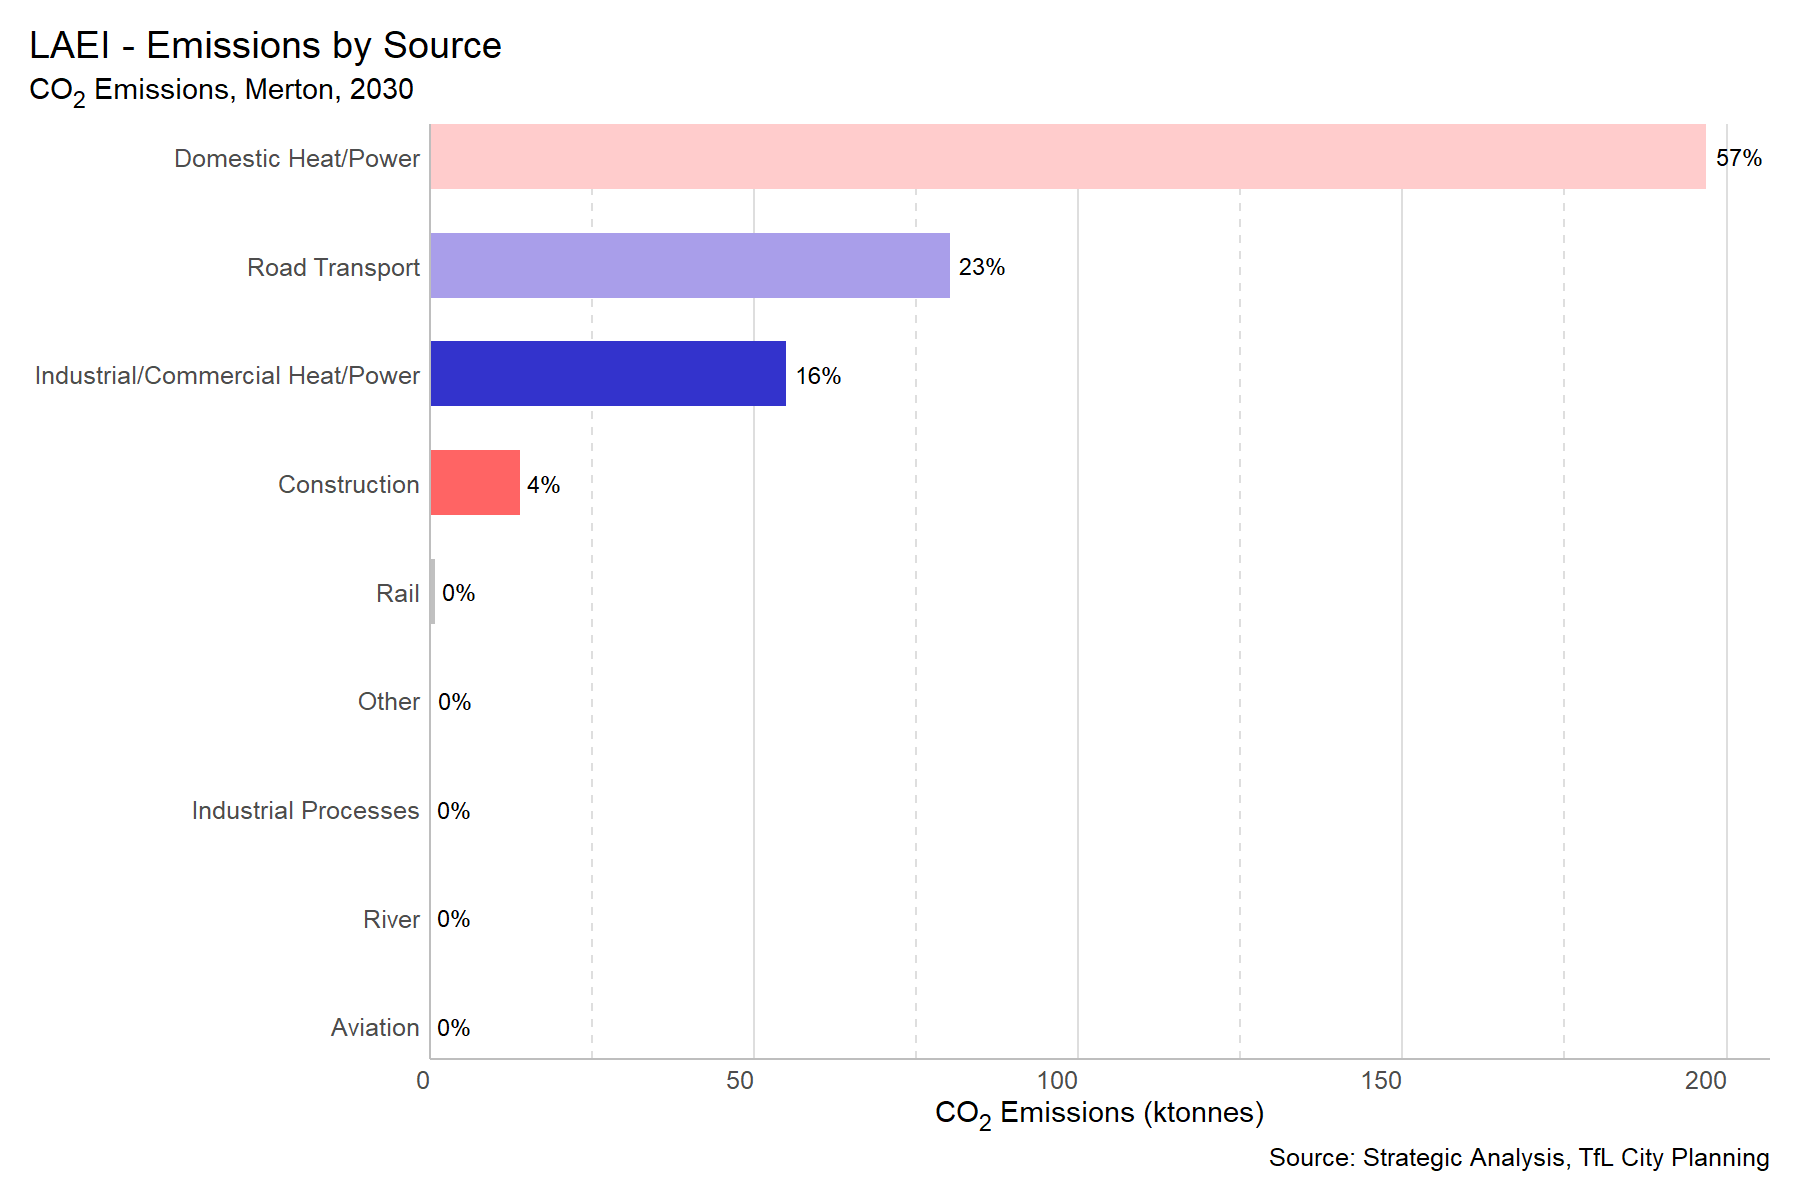 LAEI - Emissions by Source
CO₂ Emissions, Merton, 2030
Domestic Heat/Power 57%
Road Transport 23%
Industrial/Commercial Heat/Power 16%
Construction 4%
Rail 0%
Other 0%
Industrial Processes 0%
River 0%
Aviation 0%
0 50 100 150 200
CO₂ Emissions (ktonnes)
Source: Strategic Analysis, TfL City Planning